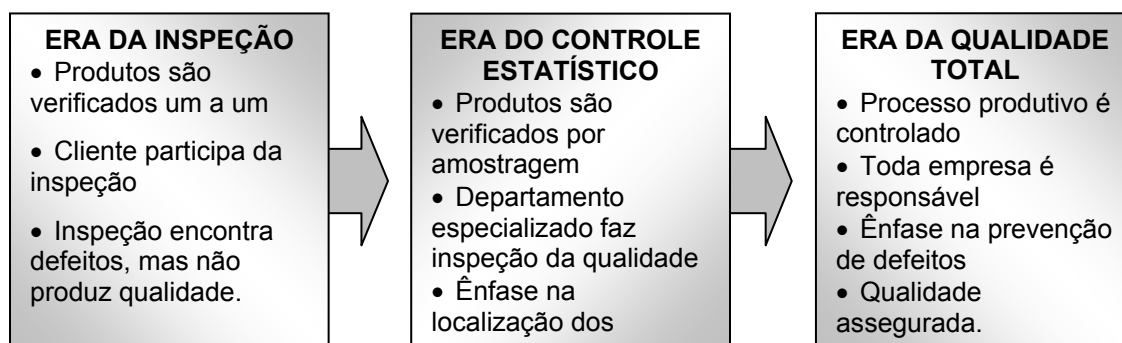 ERA DA INSPEÇÃO
• Produtos são
verificados um a um
• Cliente participa da
inspeção
• Inspeção encontra
defeitos, mas não
produz qualidade.
ERA DO CONTROLE
ESTATÍSTICO
• Produtos são
verificados por
amostragem
• Departamento
especializado faz
inspeção da qualidade
• Ênfase na
localização dos
ERA DA QUALIDADE
TOTAL
• Processo produtivo é
controlado
• Toda empresa é
responsável
• Ênfase na prevenção
de defeitos
• Qualidade
assegurada.